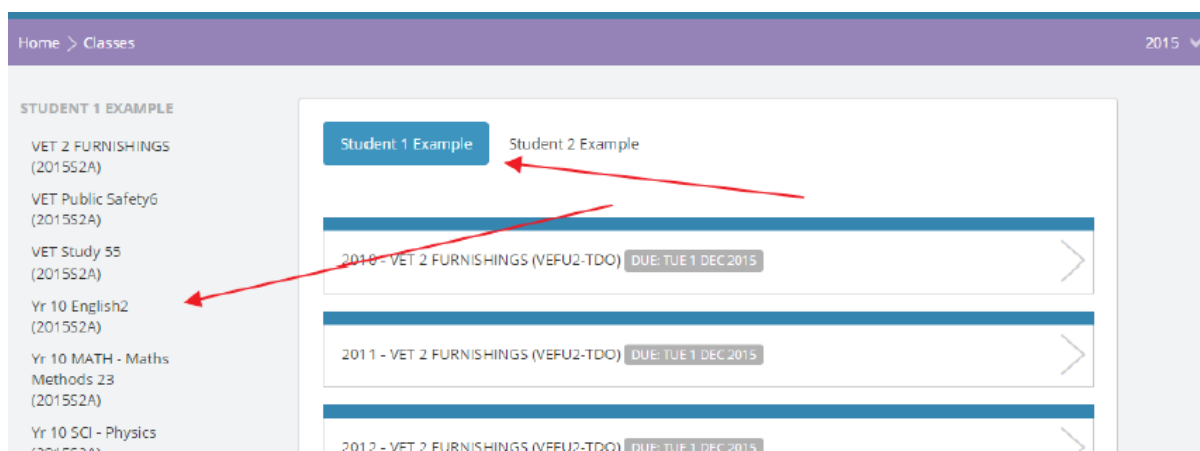 Home > Classes
2015
STUDENT 1 EXAMPLE
VET 2 FURNISHINGS
(2015S2A)
VET Public Safety6
(2015S2A)
VET Study 55
(2015S2A)
Yr 10 English2
(2015S2A)
Yr 10 MATH - Maths
Methods 23
(2015S2A)
Yr 10 SCI - Physics
(2015S2A)
Student 1 Example
Student 2 Example
2010 - VET 2 FURNISHINGS (VEFU2-TDO) DUE: TUE 1 DEC 2015
2011 - VET 2 FURNISHINGS (VEFU2-TDO) DUE: TUE 1 DEC 2015
2012 - VET 2 FURNISHINGS (VEFU2-TDO) DUE: TUE 1 DEC 2015